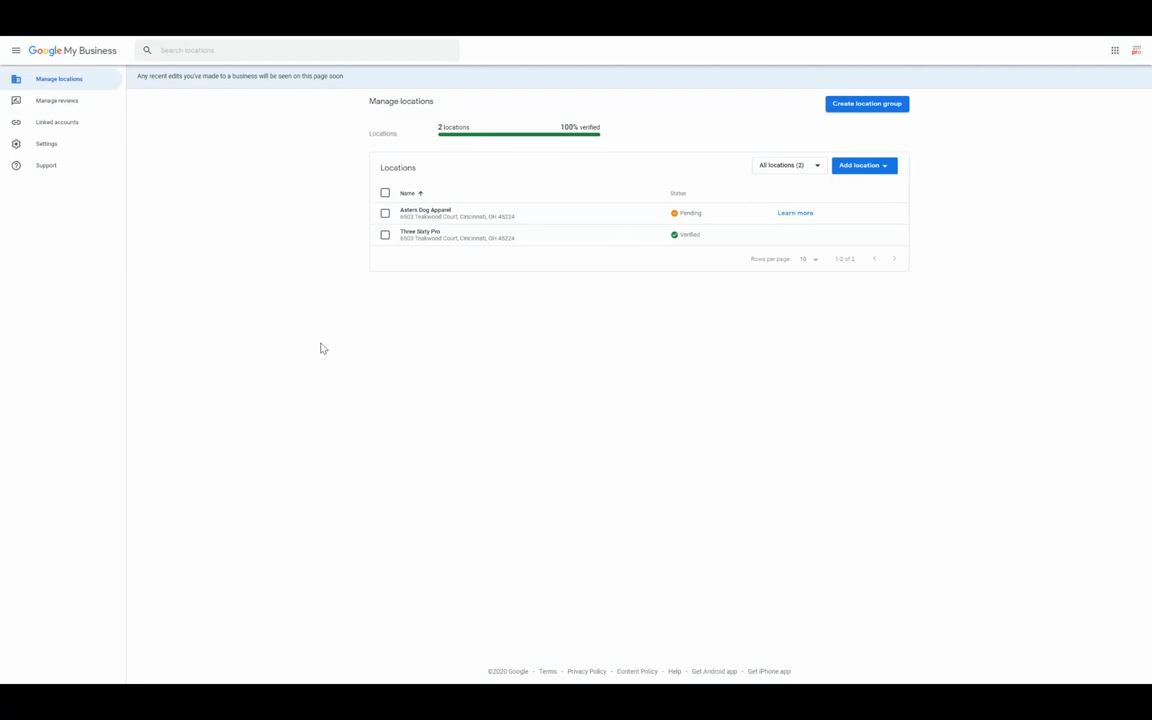 Google My Business
Search locations
pro
Manage locations
Manage reviews
Linked accounts
Settings
Support
Any recent edits you've made to a business will be seen on this page soon
Manage locations
Create location group
Locations
2 locations
100% verified
Locations
All locations (2)
Add location
Name
Status
Asters Dog Apparel
6503 Teakwood Court, Cincinnati, OH 45224
Pending
Learn more
Three Sixty Pro
6503 Teakwood Court, Cincinnati, OH 45224
Verified
Rows per page: 10
1-2 of 2
©2020 Google - Terms - Privacy Policy - Content Policy - Help - Get Android app - Get iPhone app